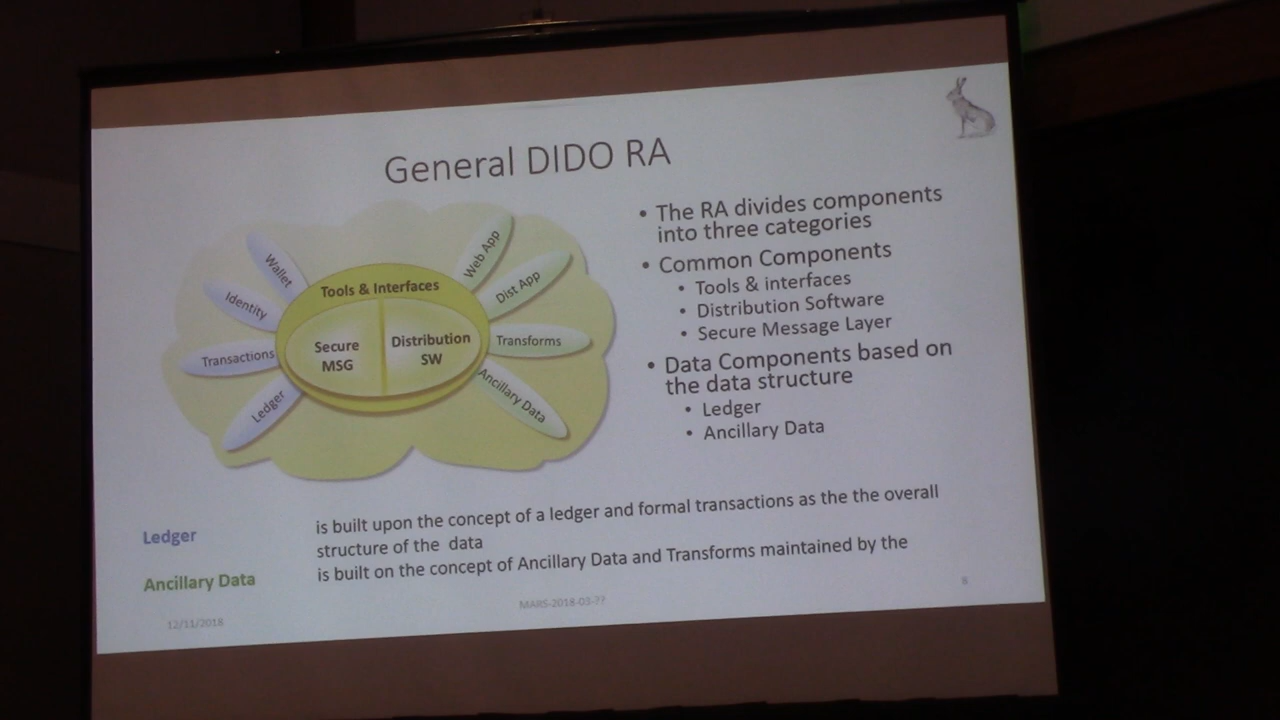 General DIDO RA
Wallet
Identity
Transactions
Ledger
Tools & Interfaces
Secure
MSG
Distribution
SW
Web App
Dist App
Transforms
Ancillary Data
• The RA divides components
into three categories
• Common Components
• Tools & interfaces
• Distribution Software
• Secure Message Layer
• Data Components based on
the data structure
• Ledger
• Ancillary Data
Ledger
is built upon the concept of a ledger and formal transactions as the the overall
structure of the data
Ancillary Data
is built on the concept of Ancillary Data and Transforms maintained by the
12/11/2018
MARS-2018-03-??